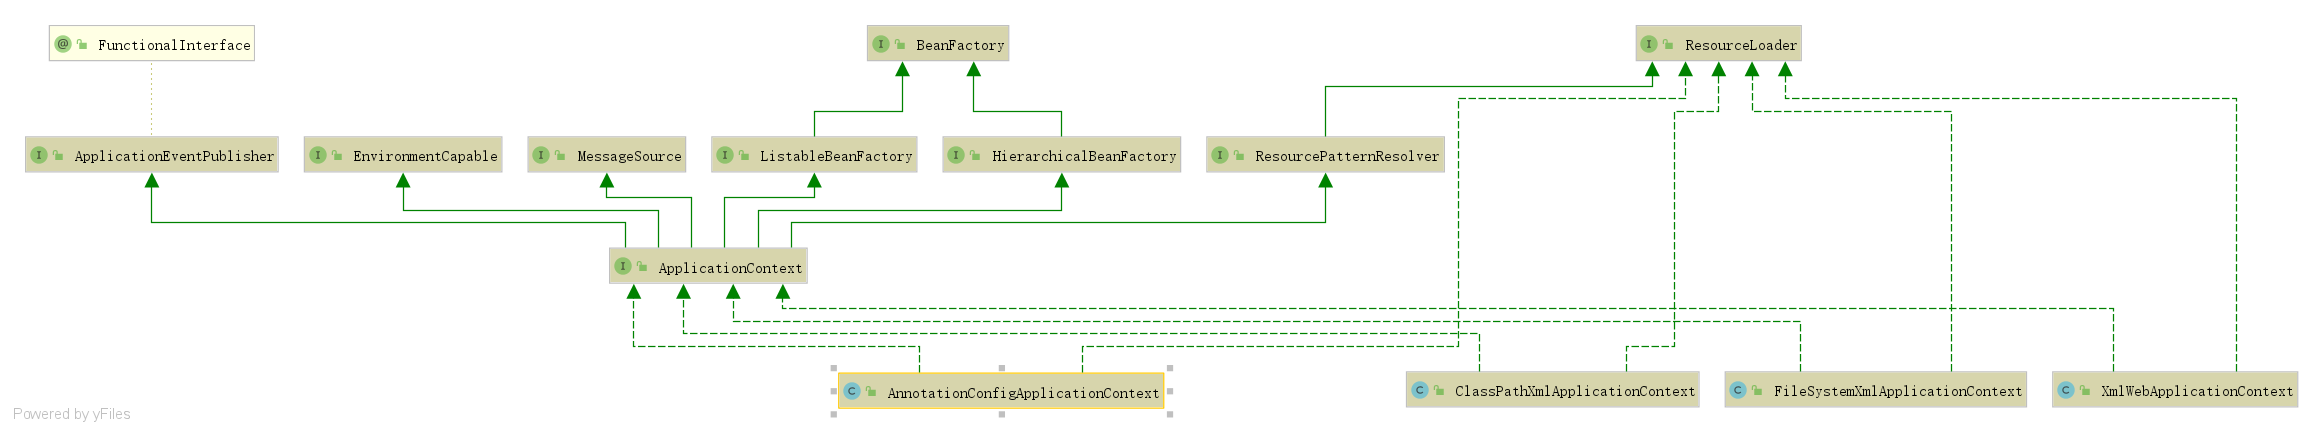 FunctionalInterface
BeanFactory
ResourceLoader
ApplicationEventPublisher
EnvironmentCapable
MessageSource
ListableBeanFactory
HierarchicalBeanFactory
ResourcePatternResolver
ApplicationContext
AnnotationConfigApplicationContext
ClassPathXmlApplicationContext
FileSystemXmlApplicationContext
XmlWebApplicationContext
Powered by yFiles